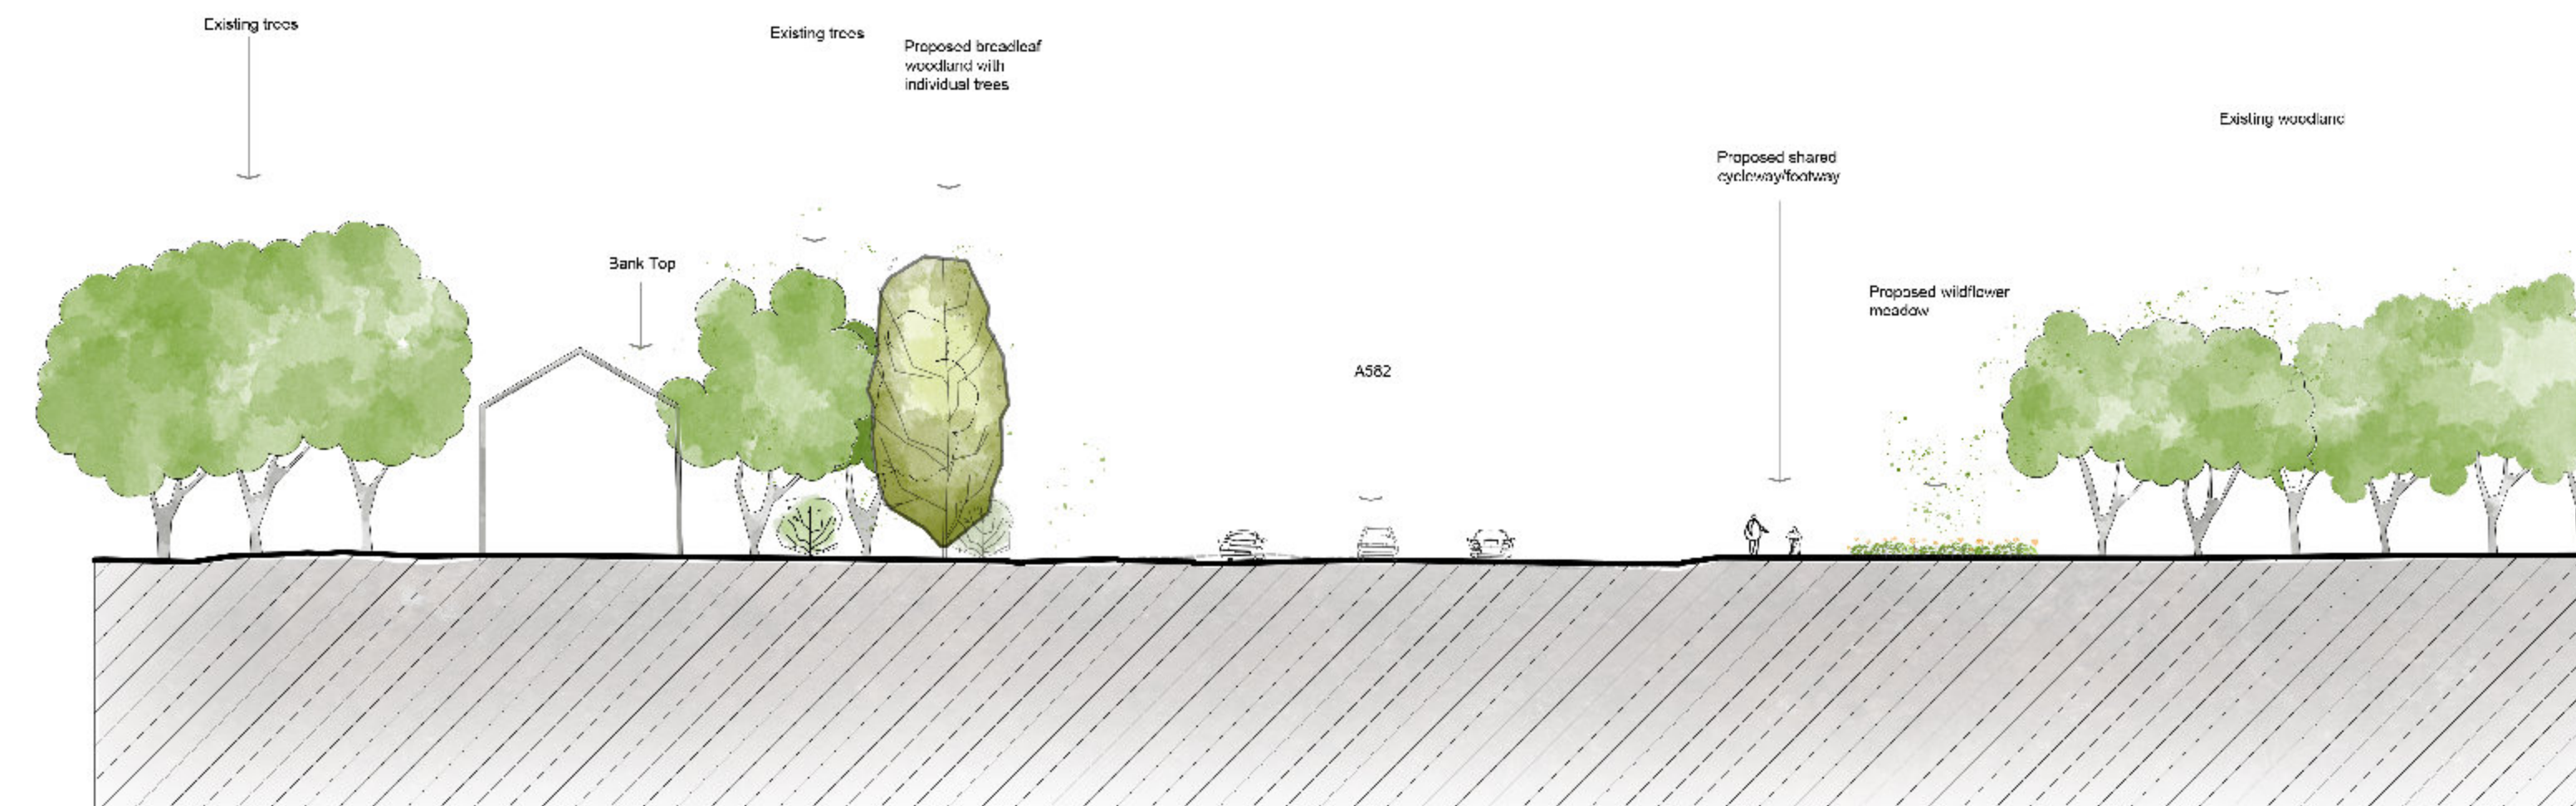 Existing trees
Existing trees
Proposed broadleaf
woodland with
individual trees
Existing woodland
Proposed shared
cycleway/footway
Bank Top
Proposed wildflower
meadow
A582